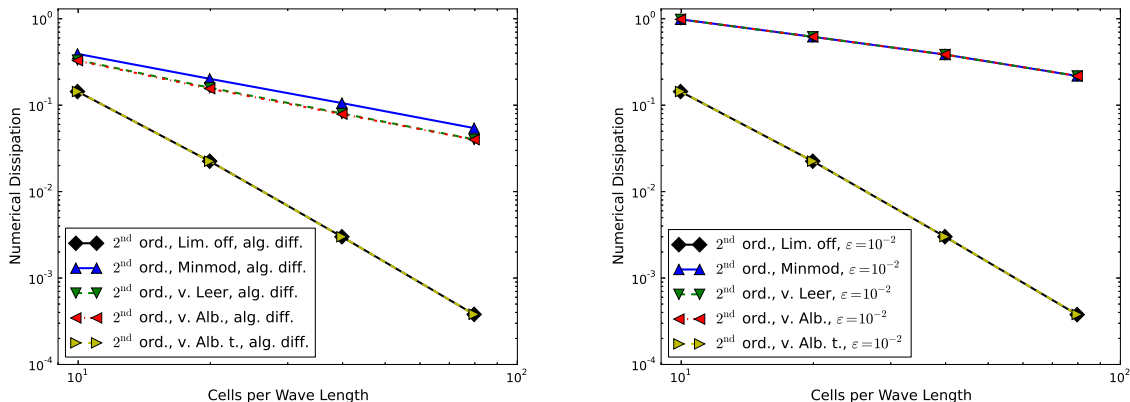 10⁰
10⁻¹
10⁻²
10⁻³
10⁻⁴
Numerical Dissipation
2nd ord., Lim. off, alg. diff.
2nd ord., Minmod, alg. diff.
2nd ord., v. Leer, alg. diff.
2nd ord., v. Alb., alg. diff.
2nd ord., v. Alb. t., alg. diff.
10¹
10²
Cells per Wave Length
10⁰
10⁻¹
10⁻²
10⁻³
10⁻⁴
Numerical Dissipation
2nd ord., Lim. off, ε=10⁻²
2nd ord., Minmod, ε=10⁻²
2nd ord., v. Leer, ε=10⁻²
2nd ord., v. Alb., ε=10⁻²
2nd ord., v. Alb. t., ε=10⁻²
10¹
10²
Cells per Wave Length